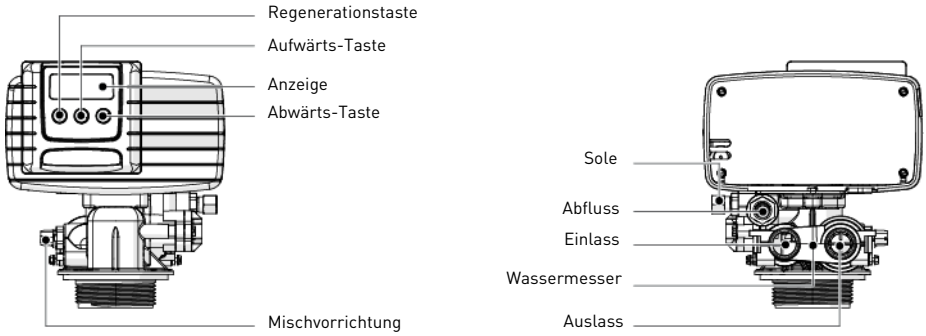 Regenerationstaste
Aufwärts-Taste
Anzeige
Abwärts-Taste
Mischvorrichtung
Sole
Abfluss
Einlass
Wassermesser
Auslass